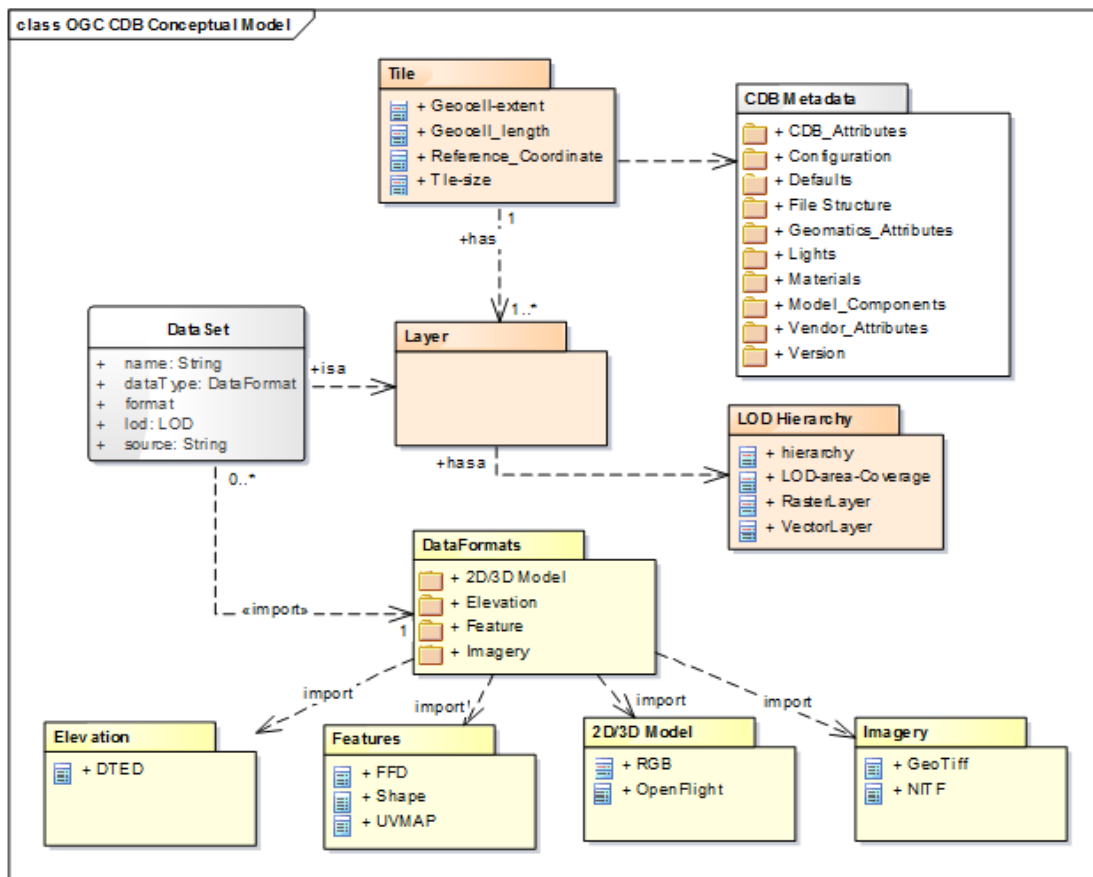 class OGC CDB Conceptual Model
Tile
+ Geocell-extent
+ Geocell_length
+ Reference_Coordinate
+ Tle-size
CDB Metadata
+ CDB_Attributes
+ Configuration
+ Defaults
+ File Structure
+ Geomatics_Attributes
+ Lights
+ Materials
+ Model_Components
+ Vendor_Attributes
+ Version
1
+has
1..*
DataSet
+ name: String
+ dataType: DataFormat
+ format
+ lod: LOD
+ source: String
+isa
Layer
+hasa
LOD Hierarchy
+ hierarchy
+ LOD-area-Coverage
+ RasterLayer
+ VectorLayer
0..*
«import»
1
DataFormats
+ 2D/3D Model
+ Elevation
+ Feature
+ Imagery
import
import
import
import
Elevation
+ DTED
Features
+ FFD
+ Shape
+ UVMAP
2D/3D Model
+ RGB
+ OpenFlight
Imagery
+ GeoTiff
+ NITF